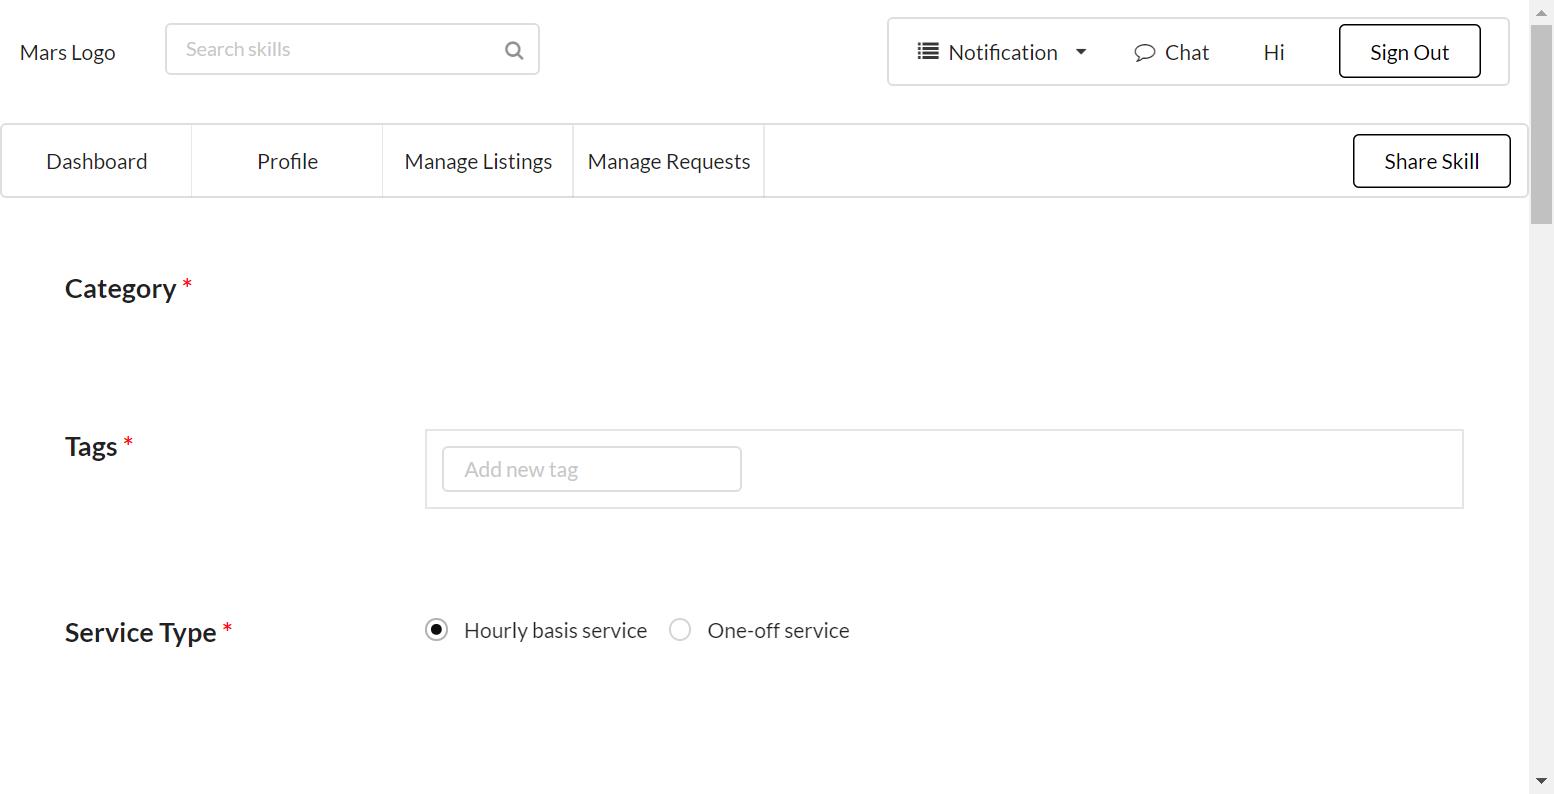 Mars Logo
Search skills
Notification
Chat
Hi
Sign Out
Dashboard
Profile
Manage Listings
Manage Requests
Share Skill
Category *
Tags *
Add new tag
Service Type *
Hourly basis service
One-off service